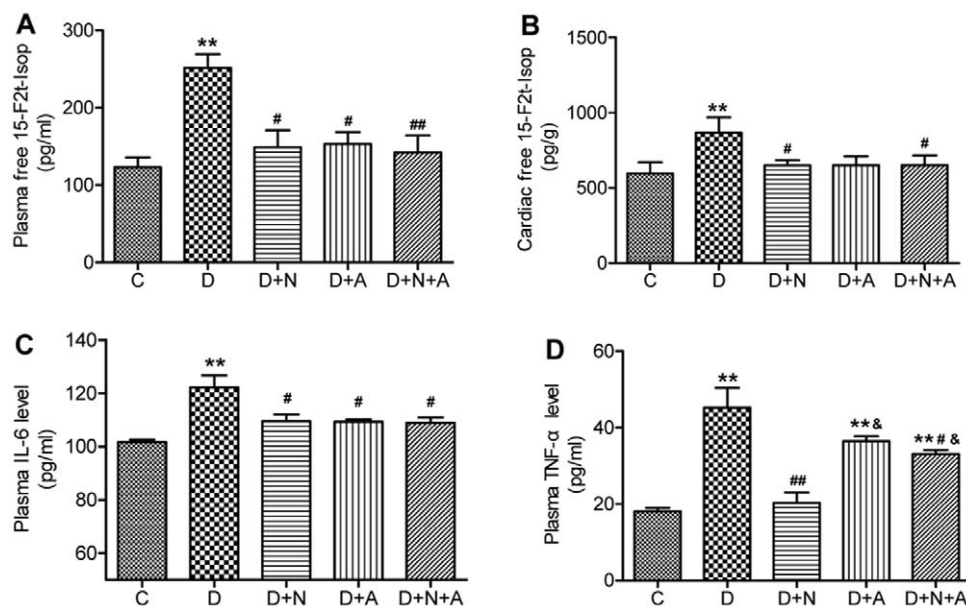 A
Plasma free 15-F2t-Isop
(pg/ml)
300
200
100
0
**
#
#
##
C D D+N D+A D+N+A
B
Cardiac free 15-F2t-Isop
(pg/g)
1500
1000
500
0
**
#
#
C D D+N D+A D+N+A
C
Plasma IL-6 level
(pg/ml)
140
120
100
80
60
**
#
#
#
C D D+N D+A D+N+A
D
Plasma TNF-α level
(pg/ml)
60
40
20
0
**
##
**&
**# &
C D D+N D+A D+N+A